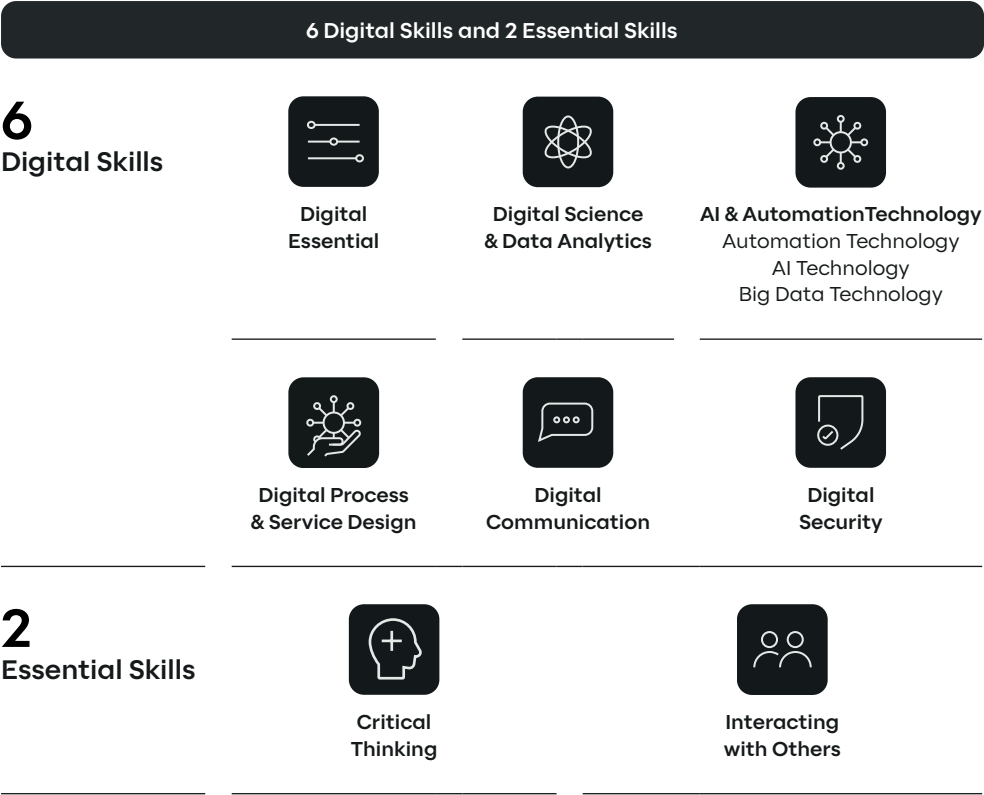 6 Digital Skills and 2 Essential Skills
6
Digital Skills
Digital
Essential
Digital Science
& Data Analytics
AI & AutomationTechnology
Automation Technology
AI Technology
Big Data Technology
Digital Process
& Service Design
Digital
Communication
Digital
Security
2
Essential Skills
Critical
Thinking
Interacting
with Others